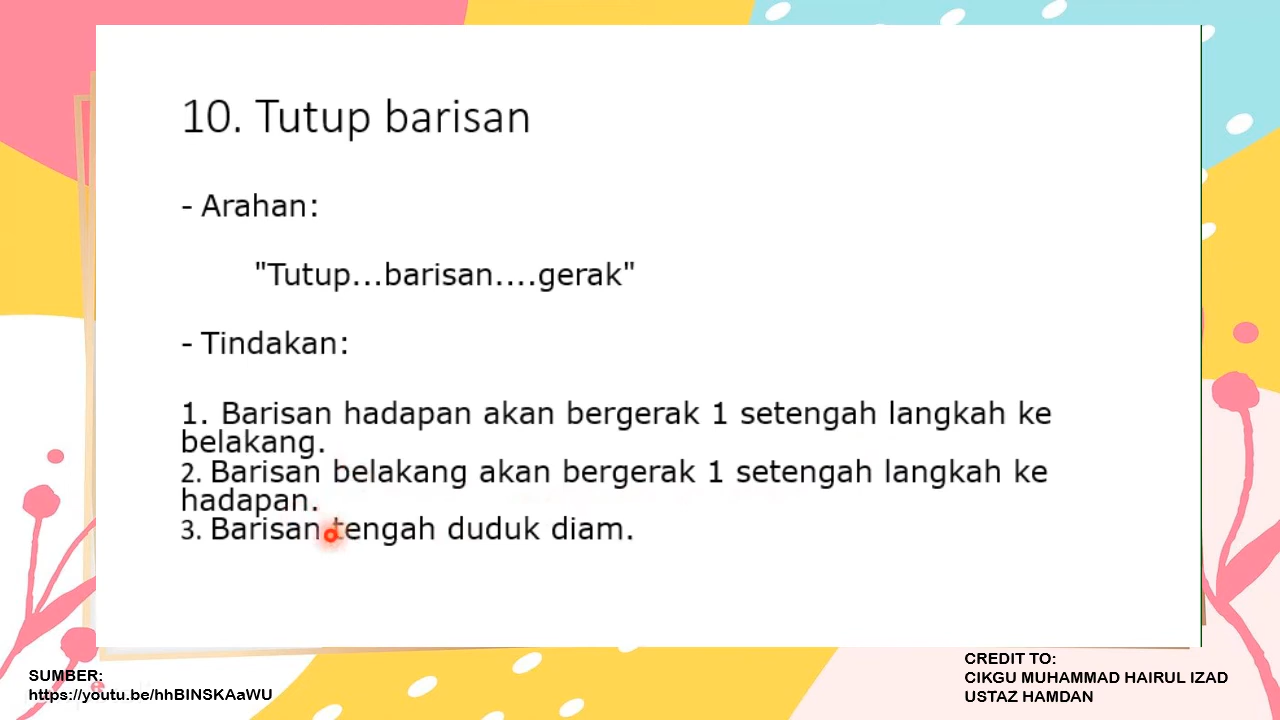 10. Tutup barisan
- Arahan:
"Tutup...barisan....gerak"
- Tindakan:
1. Barisan hadapan akan bergerak 1 setengah langkah ke
belakang.
2. Barisan belakang akan bergerak 1 setengah langkah ke
hadapan.
3. Barisan tengah duduk diam.
SUMBER:
https://youtu.be/hhBINSKAaWU
CREDIT TO:
CIKGU MUHAMMAD HAIRUL IZAD
USTAZ HAMDAN